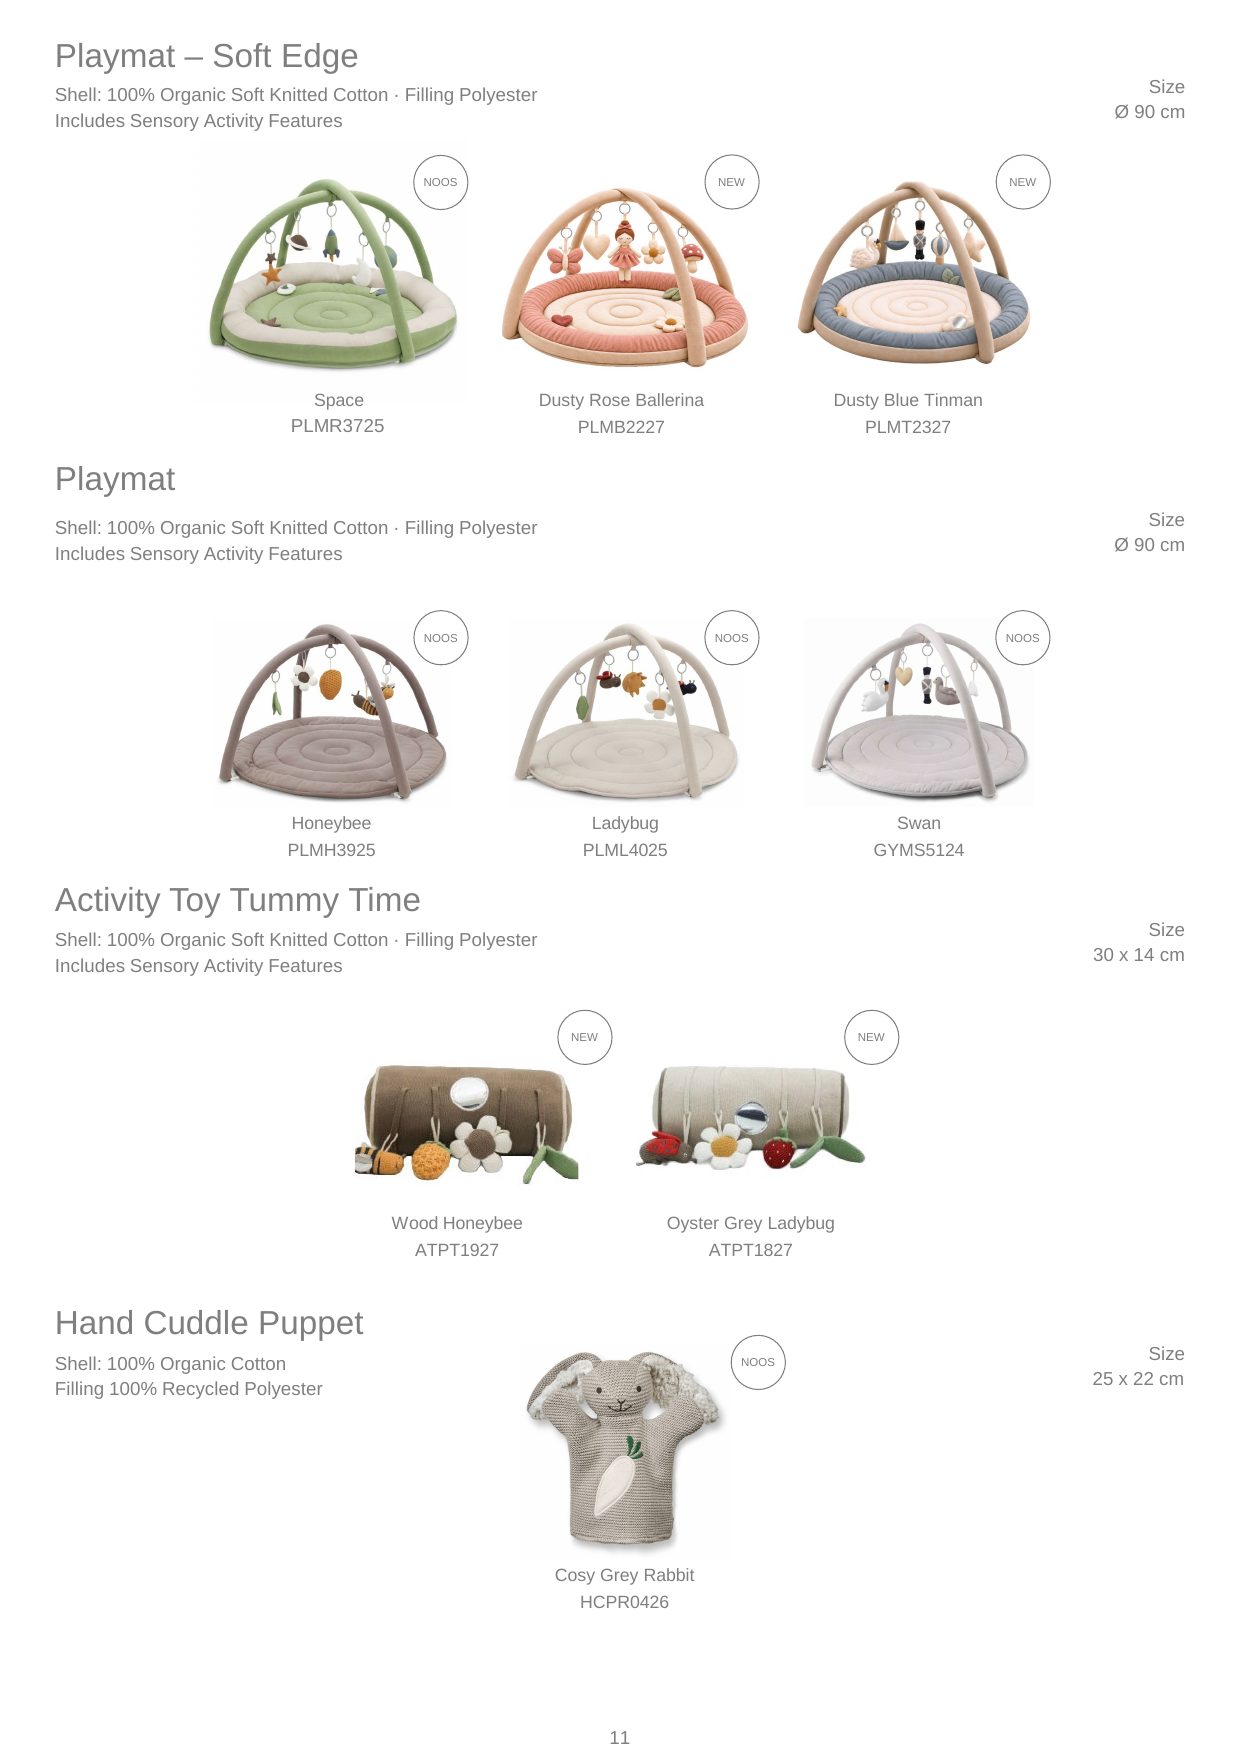 Playmat – Soft Edge
Shell: 100% Organic Soft Knitted Cotton · Filling Polyester
Includes Sensory Activity Features
Size
Ø 90 cm
NOOS
NEW
NEW
Space
PLMR3725
Dusty Rose Ballerina
PLMB2227
Dusty Blue Tinman
PLMT2327
Playmat
Shell: 100% Organic Soft Knitted Cotton · Filling Polyester
Includes Sensory Activity Features
Size
Ø 90 cm
NOOS
NOOS
NOOS
Honeybee
PLMH3925
Ladybug
PLML4025
Swan
GYMS5124
Activity Toy Tummy Time
Shell: 100% Organic Soft Knitted Cotton · Filling Polyester
Includes Sensory Activity Features
Size
30 x 14 cm
NEW
NEW
Wood Honeybee
ATPT1927
Oyster Grey Ladybug
ATPT1827
Hand Cuddle Puppet
Shell: 100% Organic Cotton
Filling 100% Recycled Polyester
Size
25 x 22 cm
NOOS
Cosy Grey Rabbit
HCPR0426
11